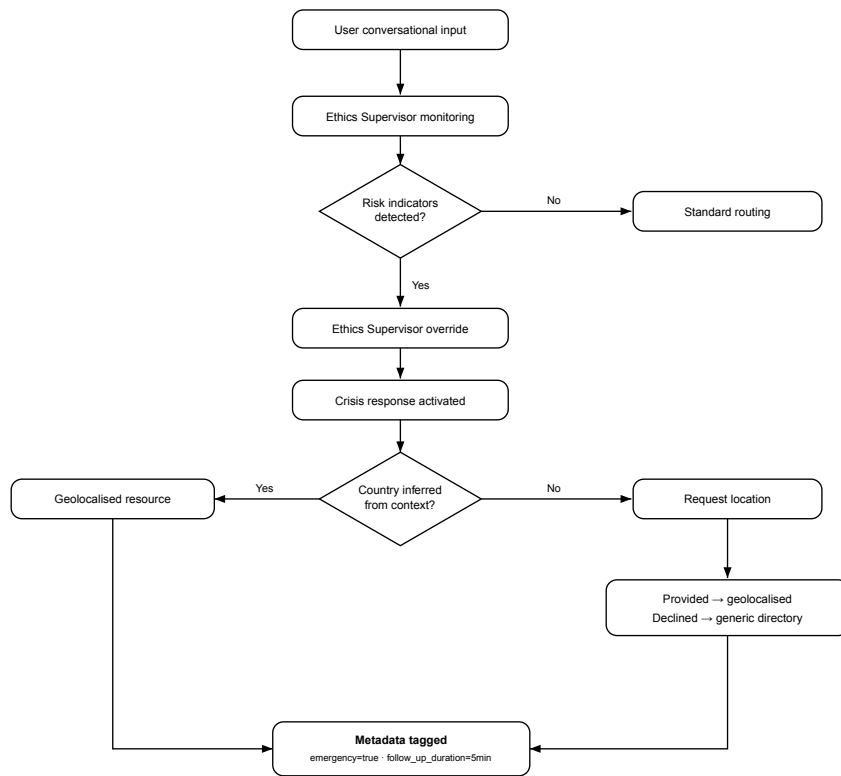 User conversational input
Ethics Supervisor monitoring
Risk indicators
detected?
No
Standard routing
Yes
Ethics Supervisor override
Crisis response activated
Geolocalised resource
Yes
Country inferred
from context?
No
Request location
Provided → geolocalised
Declined → generic directory
Metadata tagged
emergency=true · follow_up_duration=5min